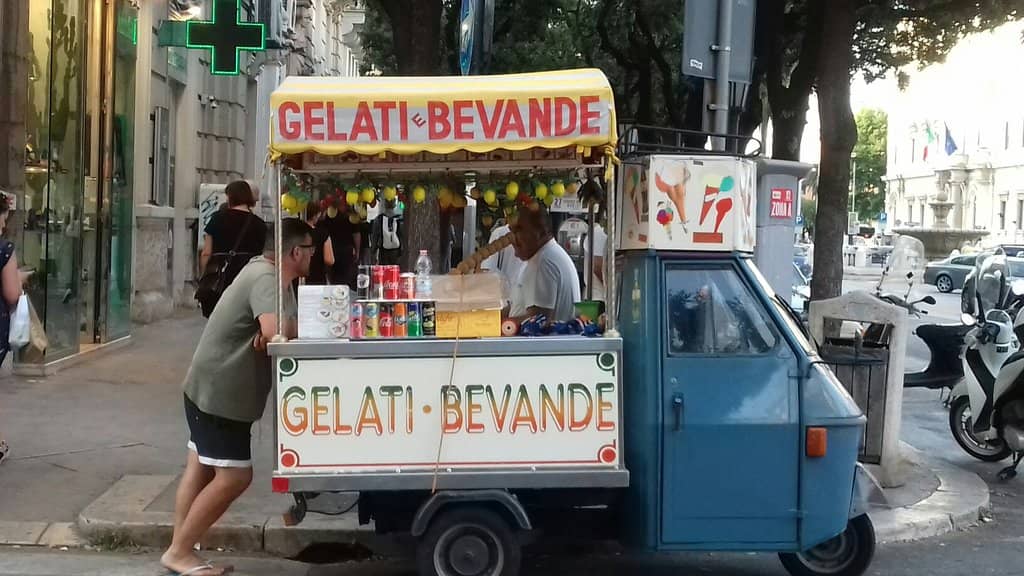 GELATI E BEVANDE
ZONA A
GELATI · BEVANDE